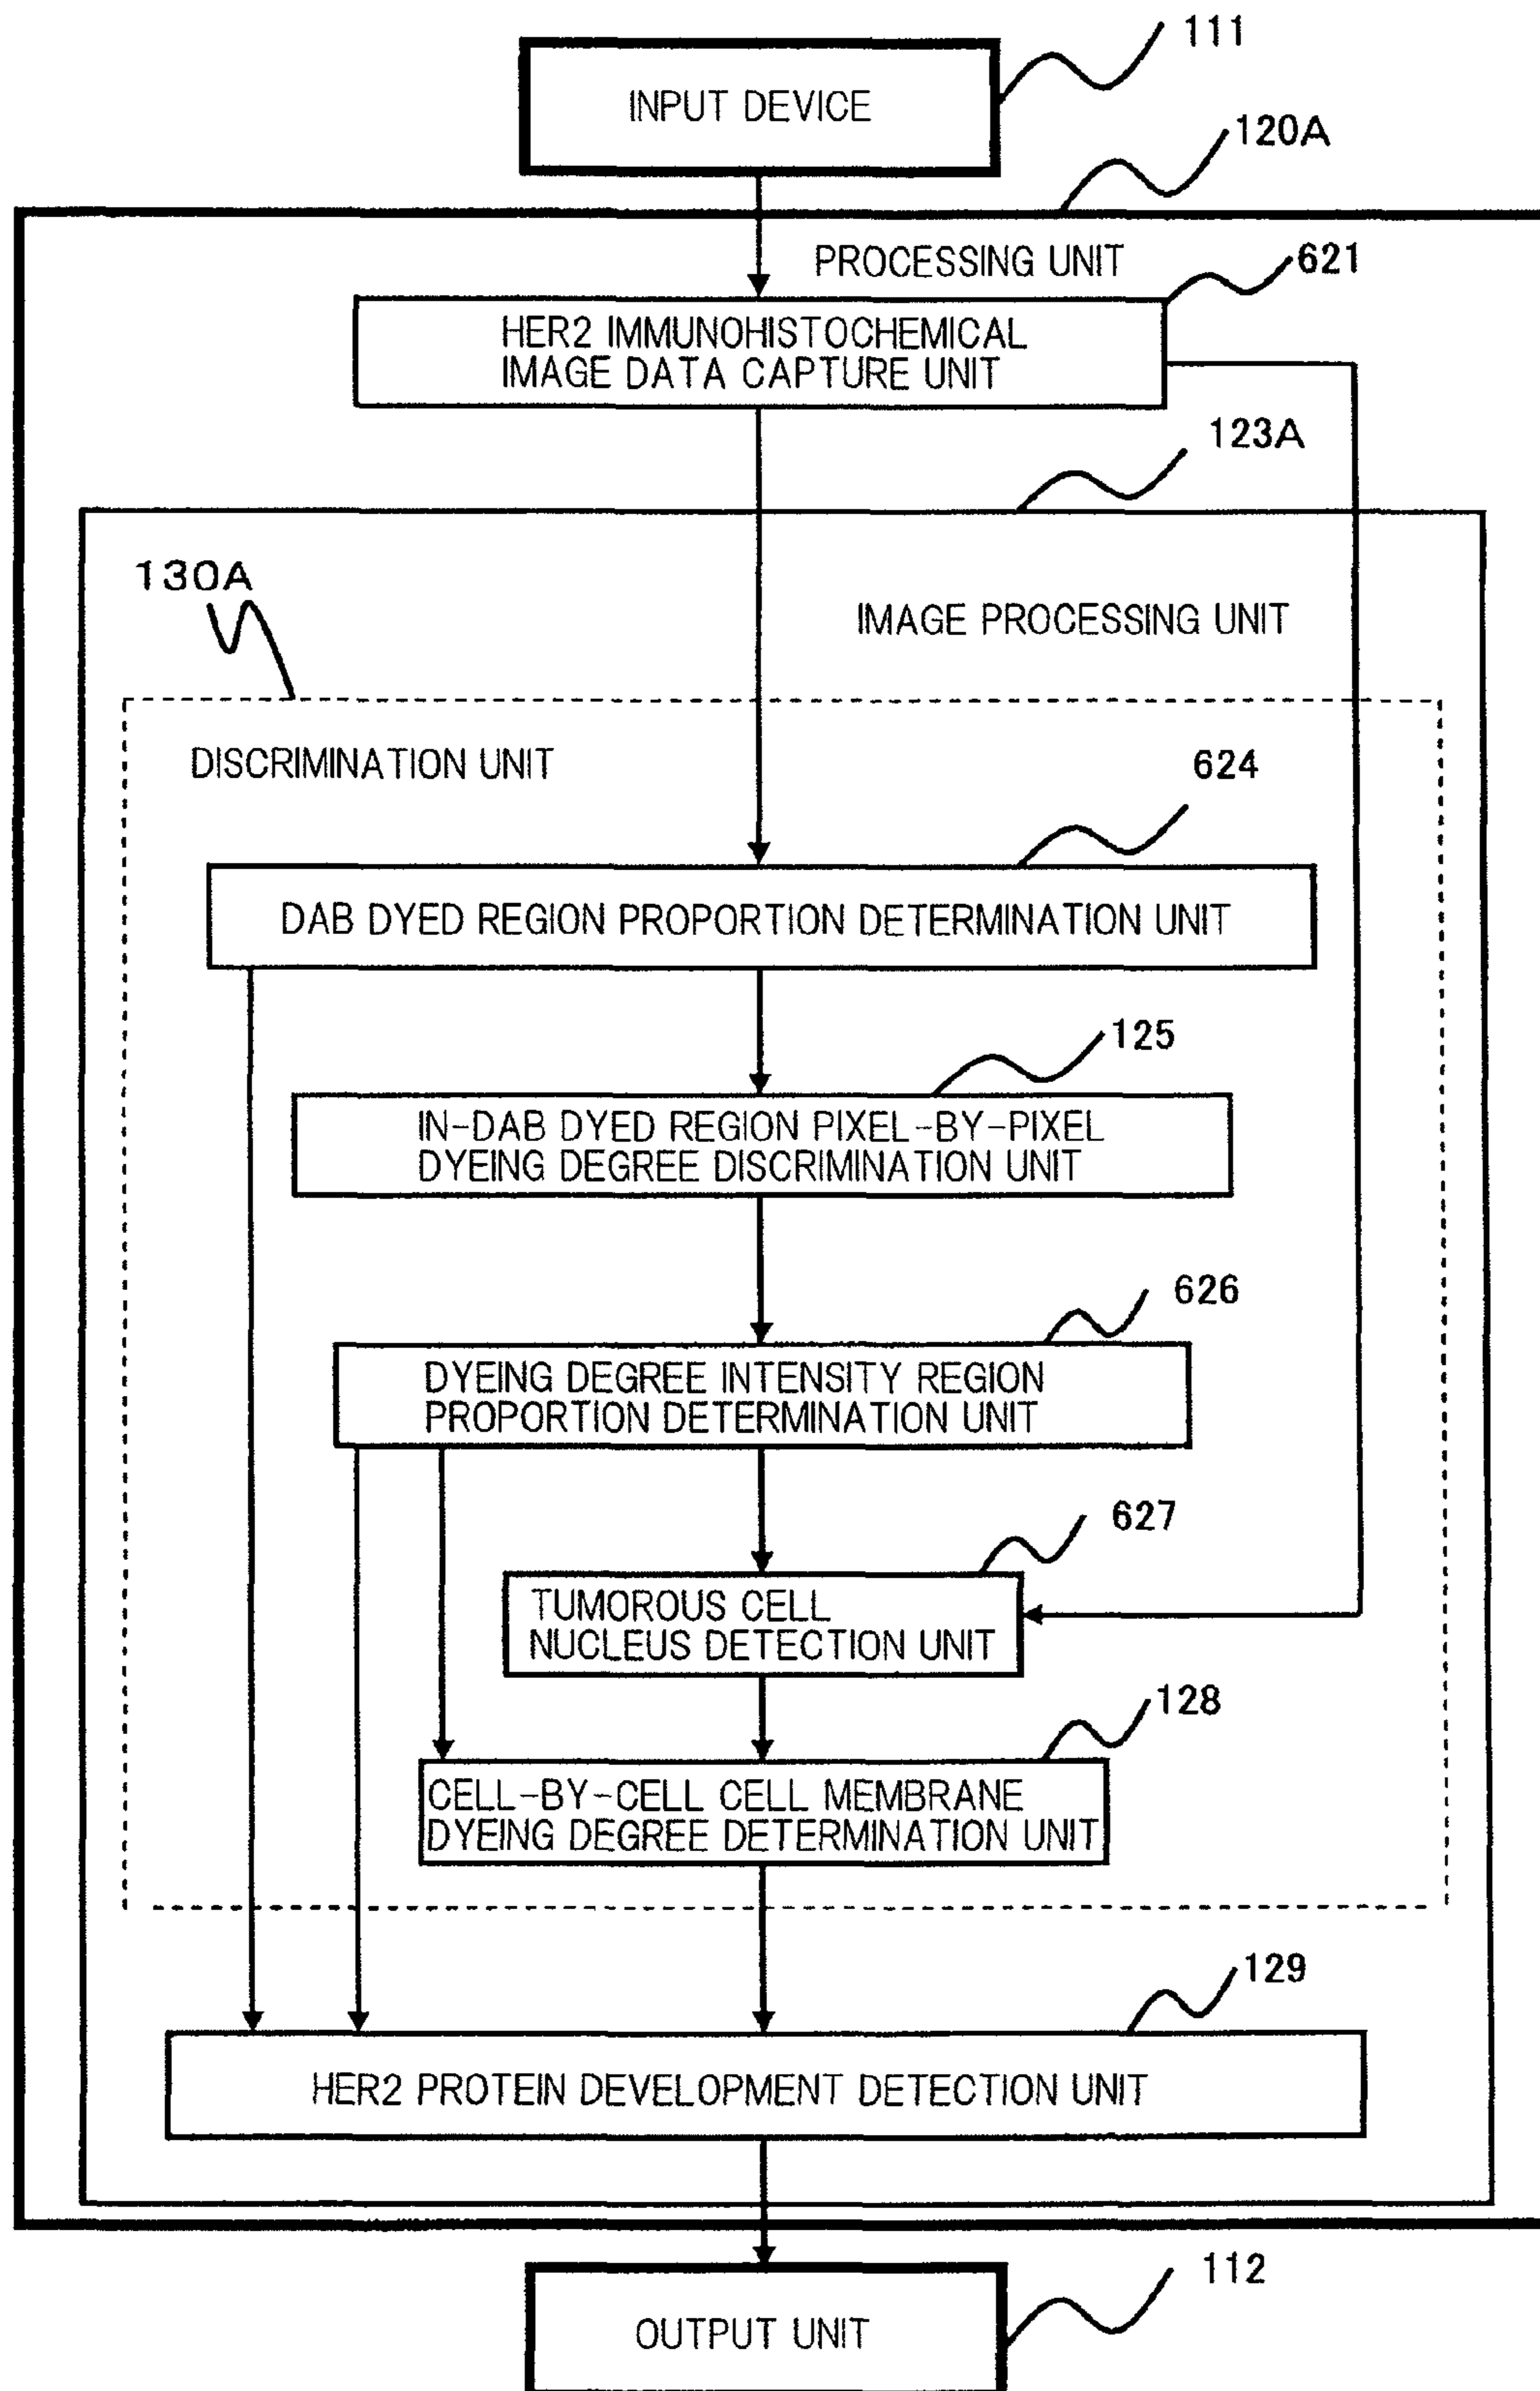 111
INPUT DEVICE
120A
PROCESSING UNIT
621
HER2 IMMUNOHISTOCHEMICAL
IMAGE DATA CAPTURE UNIT
123A
130A
IMAGE PROCESSING UNIT
DISCRIMINATION UNIT
624
DAB DYED REGION PROPORTION DETERMINATION UNIT
125
IN-DAB DYED REGION PIXEL-BY-PIXEL
DYEING DEGREE DISCRIMINATION UNIT
626
DYEING DEGREE INTENSITY REGION
PROPORTION DETERMINATION UNIT
627
TUMOROUS CELL
NUCLEUS DETECTION UNIT
128
CELL-BY-CELL CELL MEMBRANE
DYEING DEGREE DETERMINATION UNIT
129
HER2 PROTEIN DEVELOPMENT DETECTION UNIT
112
OUTPUT UNIT